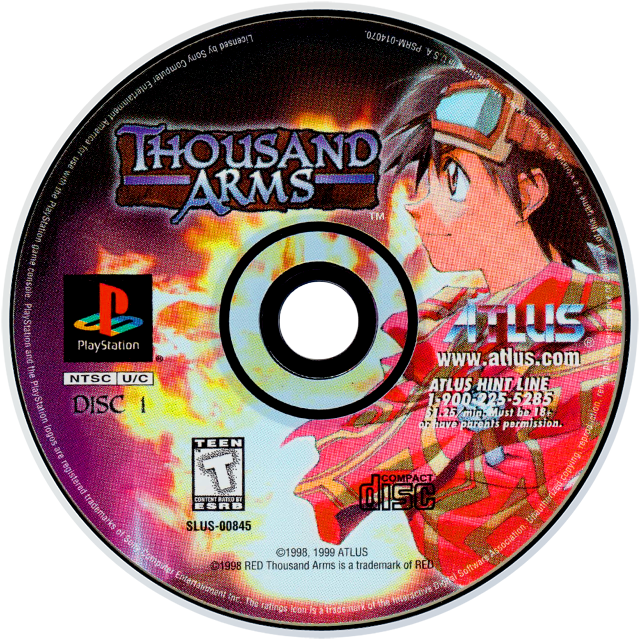 Licensed by Sony Computer Entertainment America for use with the PlayStation game console. PlayStation and the PlayStation logos are registered trademarks of Sony Computer Entertainment Inc. The ratings icon is a trademark of the Interactive Digital Software Association. Unauthorized copying,
U.S.A. PSRM-014070.
THOUSAND
ARMS
TM
PlayStation
®
NTSC U/C
DISC 1
ATLUS
®
www.atlus.com
ATLUS HINT LINE
1-900-225-5285
$1.25/min. Must be 18+
or have parents permission.
TEEN
T
CONTENT RATED BY
ESRB
SLUS-00845
COMPACT
disc
©1998, 1999 ATLUS
©1998 RED Thousand Arms is a trademark of RED